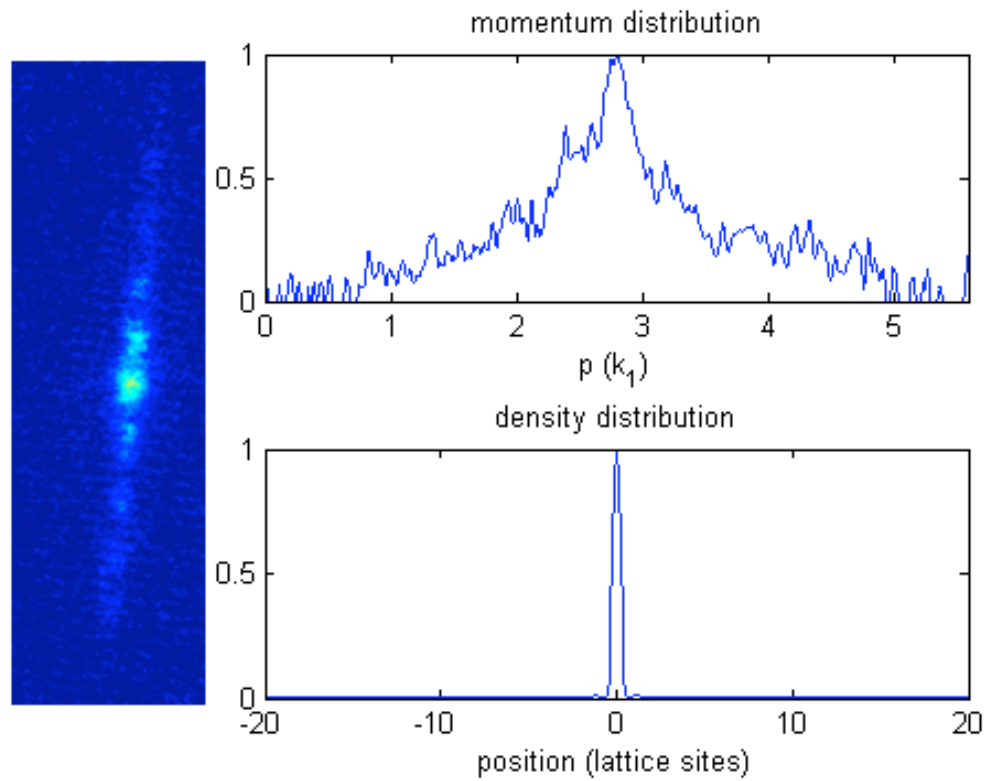 momentum distribution
1
0.5
0
0 1 2 3 4 5
p (k₁)
density distribution
1
0.5
0
-20 -10 0 10 20
position (lattice sites)